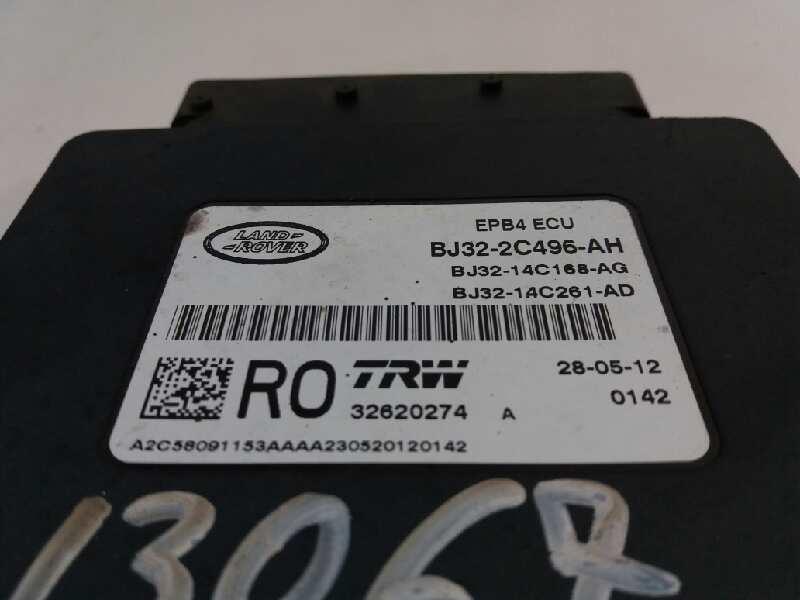 LAND-
-ROVER
EPB4 ECU
BJ32-2C496-AH
BJ32-14C168-AG
BJ32-14C261-AD
RO TRW 28-05-12
32620274 A 0142
A2C58091153AAAA230520120142
13067